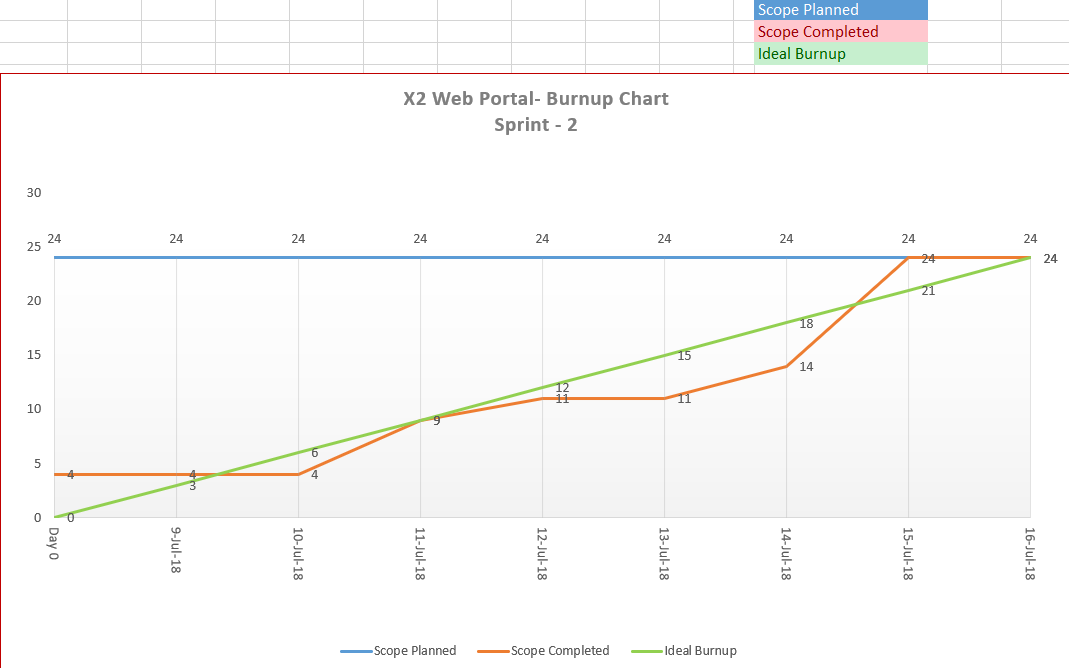 Scope Planned
Scope Completed
Ideal Burnup
X2 Web Portal- Burnup Chart
Sprint - 2
30
25
20
15
10
5
0
24 24 24 24 24 24 24 24 24
4 4 4 9 11 11 14 24 24
0 3 6 9 12 15 18 21 24
Day 0
9-Jul-18
10-Jul-18
11-Jul-18
12-Jul-18
13-Jul-18
14-Jul-18
15-Jul-18
16-Jul-18
Scope Planned Scope Completed Ideal Burnup